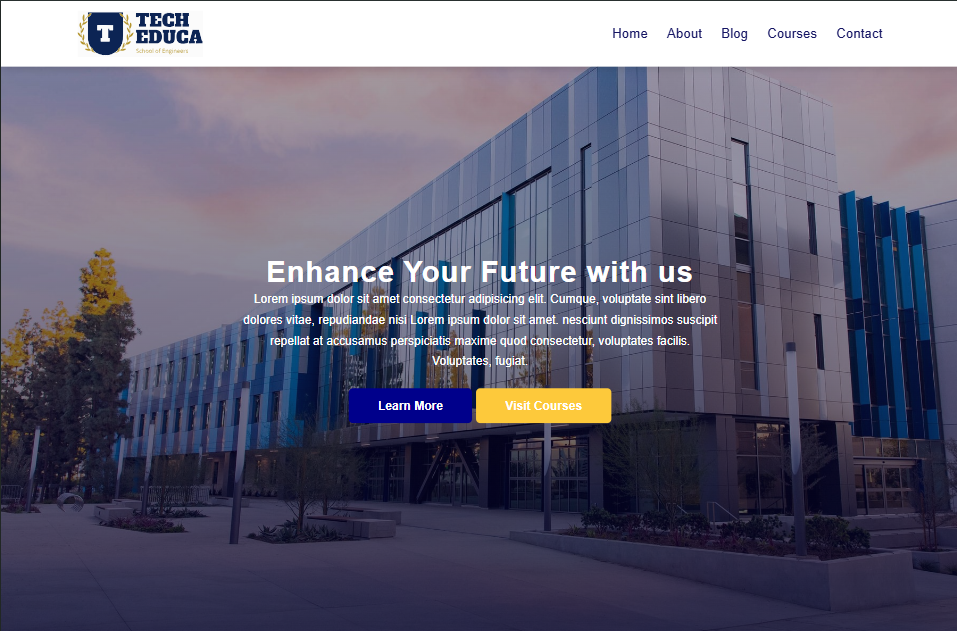 T
TECH
EDUCA
School of Engineers
Home About Blog Courses Contact
Enhance Your Future with us
Lorem ipsum dolor sit amet consectetur adipisicing elit. Cumque, voluptate sint libero
dolores vitae, repudiandae nisi Lorem ipsum dolor sit amet. nesciunt dignissimos suscipit
repellat at accusamus perspiciatis maxime quod consectetur, voluptates facilis.
Voluptates, fugiat.
Learn More Visit Courses